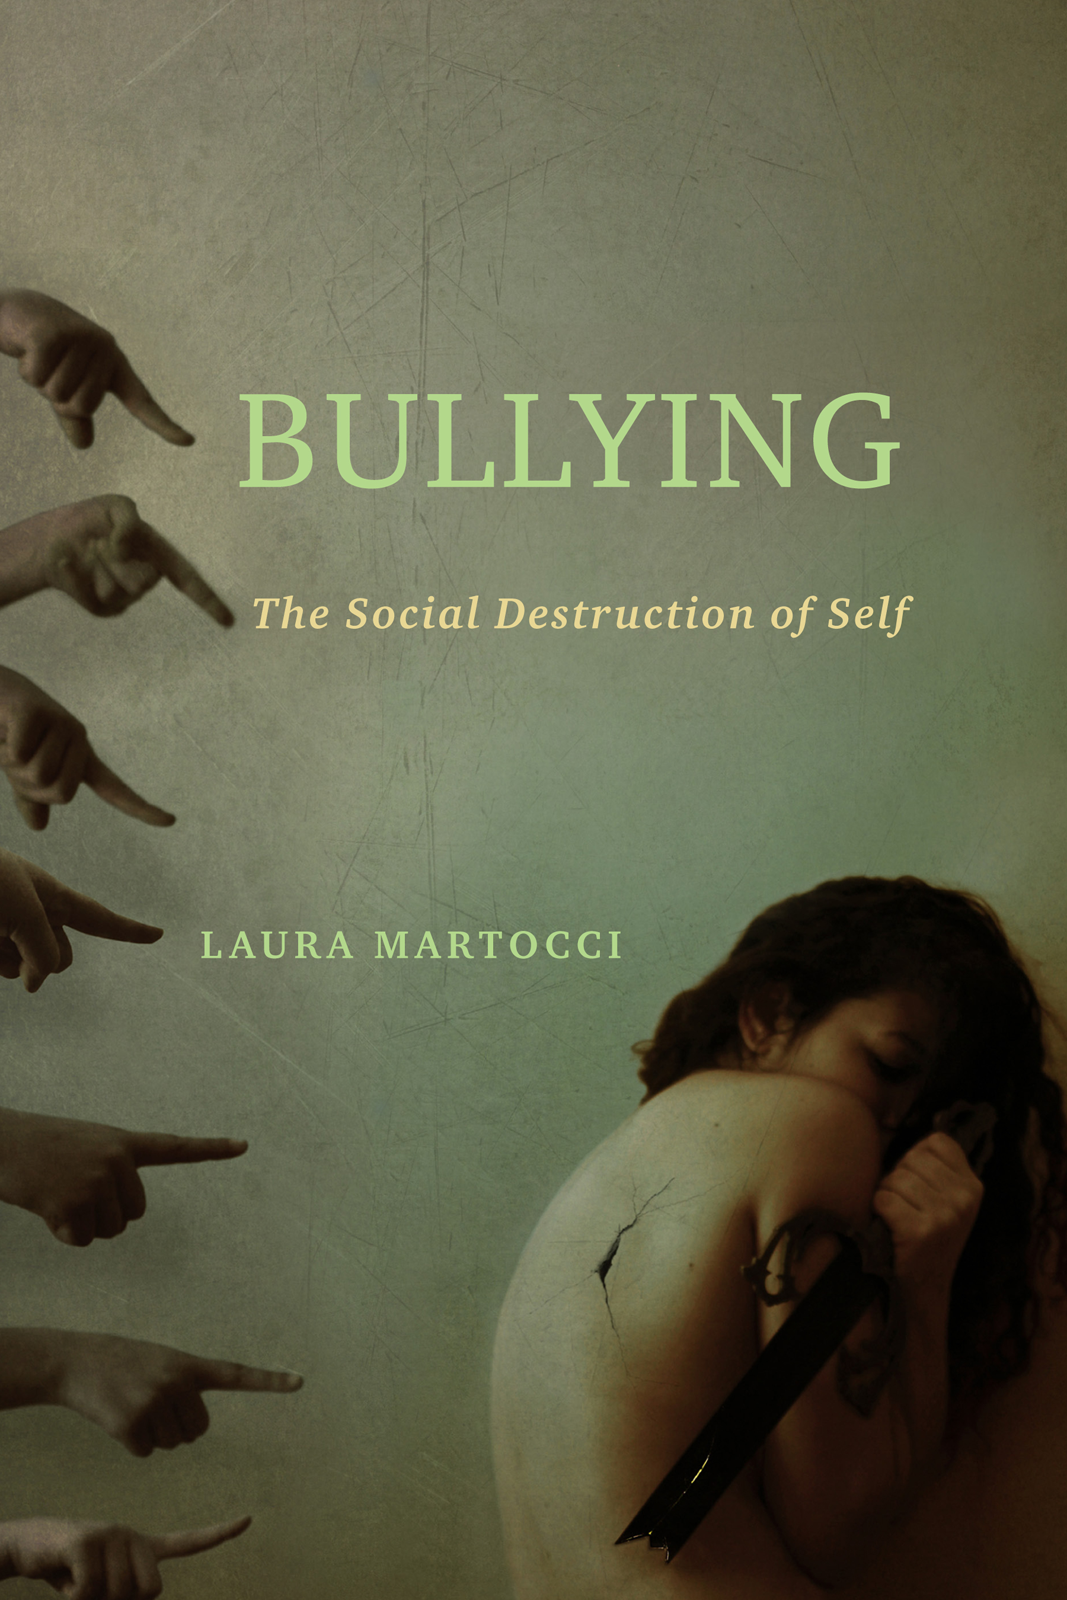 BULLYING
The Social Destruction of Self
LAURA MARTOCCI